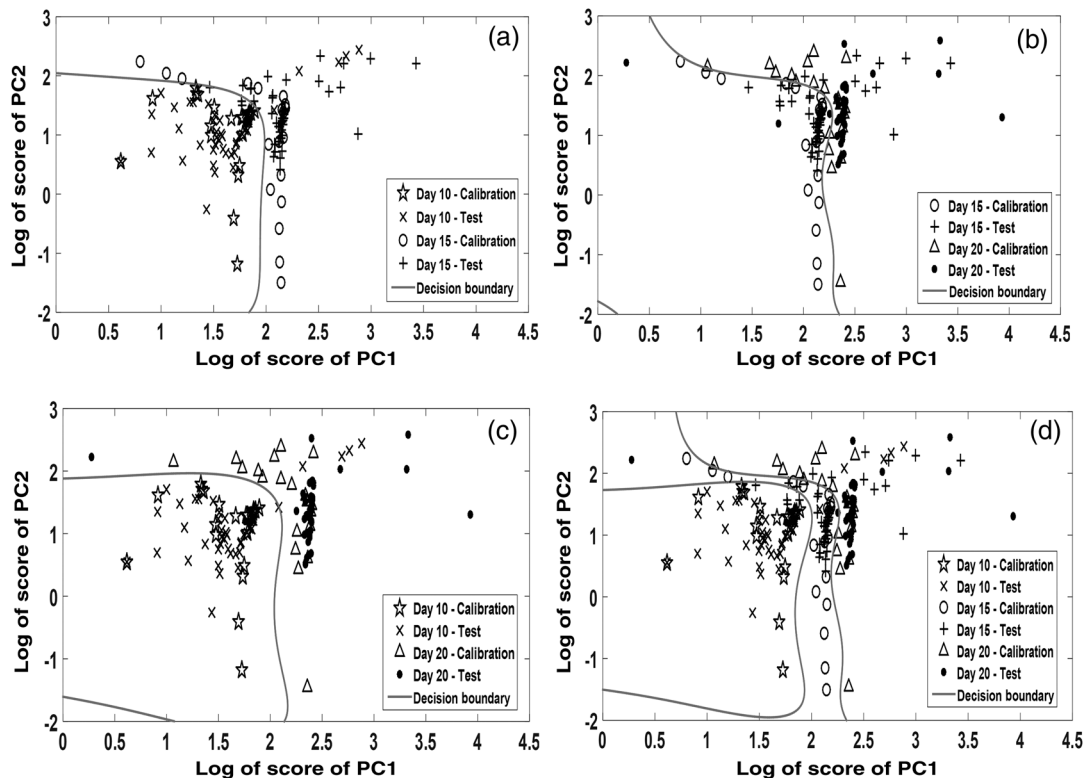 (a)
Log of score of PC2
3
2
1
0
-1
-2
Day 10 - Calibration
Day 10 - Test
Day 15 - Calibration
Day 15 - Test
Decision boundary
0 0.5 1 1.5 2 2.5 3 3.5 4 4.5
Log of score of PC1
(b)
Log of score of PC2
3
2
1
0
-1
-2
Day 15 - Calibration
Day 15 - Test
Day 20 - Calibration
Day 20 - Test
Decision boundary
0 0.5 1 1.5 2 2.5 3 3.5 4 4.5
Log of score of PC1
(c)
Log of score of PC2
3
2
1
0
-1
-2
Day 10 - Calibration
Day 10 - Test
Day 20 - Calibration
Day 20 - Test
Decision boundary
0 0.5 1 1.5 2 2.5 3 3.5 4 4.5
Log of score of PC1
(d)
Log of score of PC2
3
2
1
0
-1
-2
Day 10 - Calibration
Day 10 - Test
Day 15 - Calibration
Day 15 - Test
Day 20 - Calibration
Day 20 - Test
Decision boundary
0 0.5 1 1.5 2 2.5 3 3.5 4 4.5
Log of score of PC1